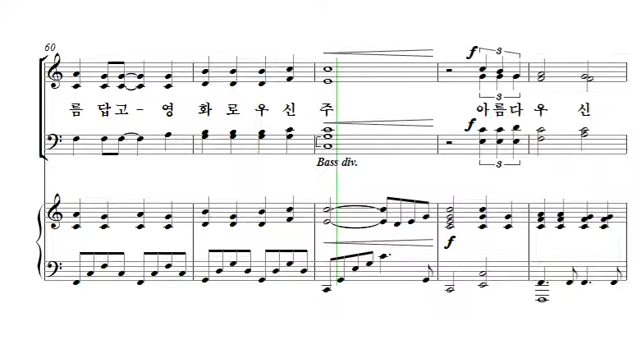 60
f 3 3
름 답 고 - 영 화 로 우 신 주 아 름 다 우 신
f 3
Bass div.
f